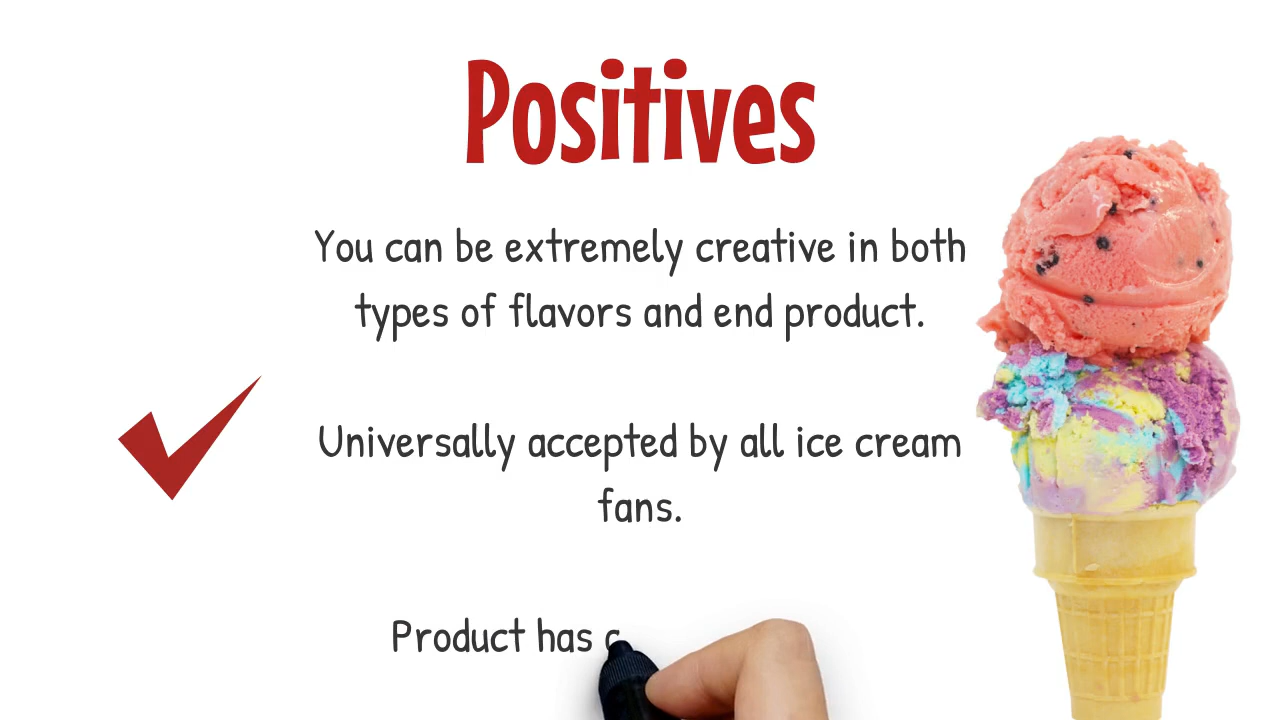 Positives
You can be extremely creative in both
types of flavors and end product.
Universally accepted by all ice cream
fans.
Product has